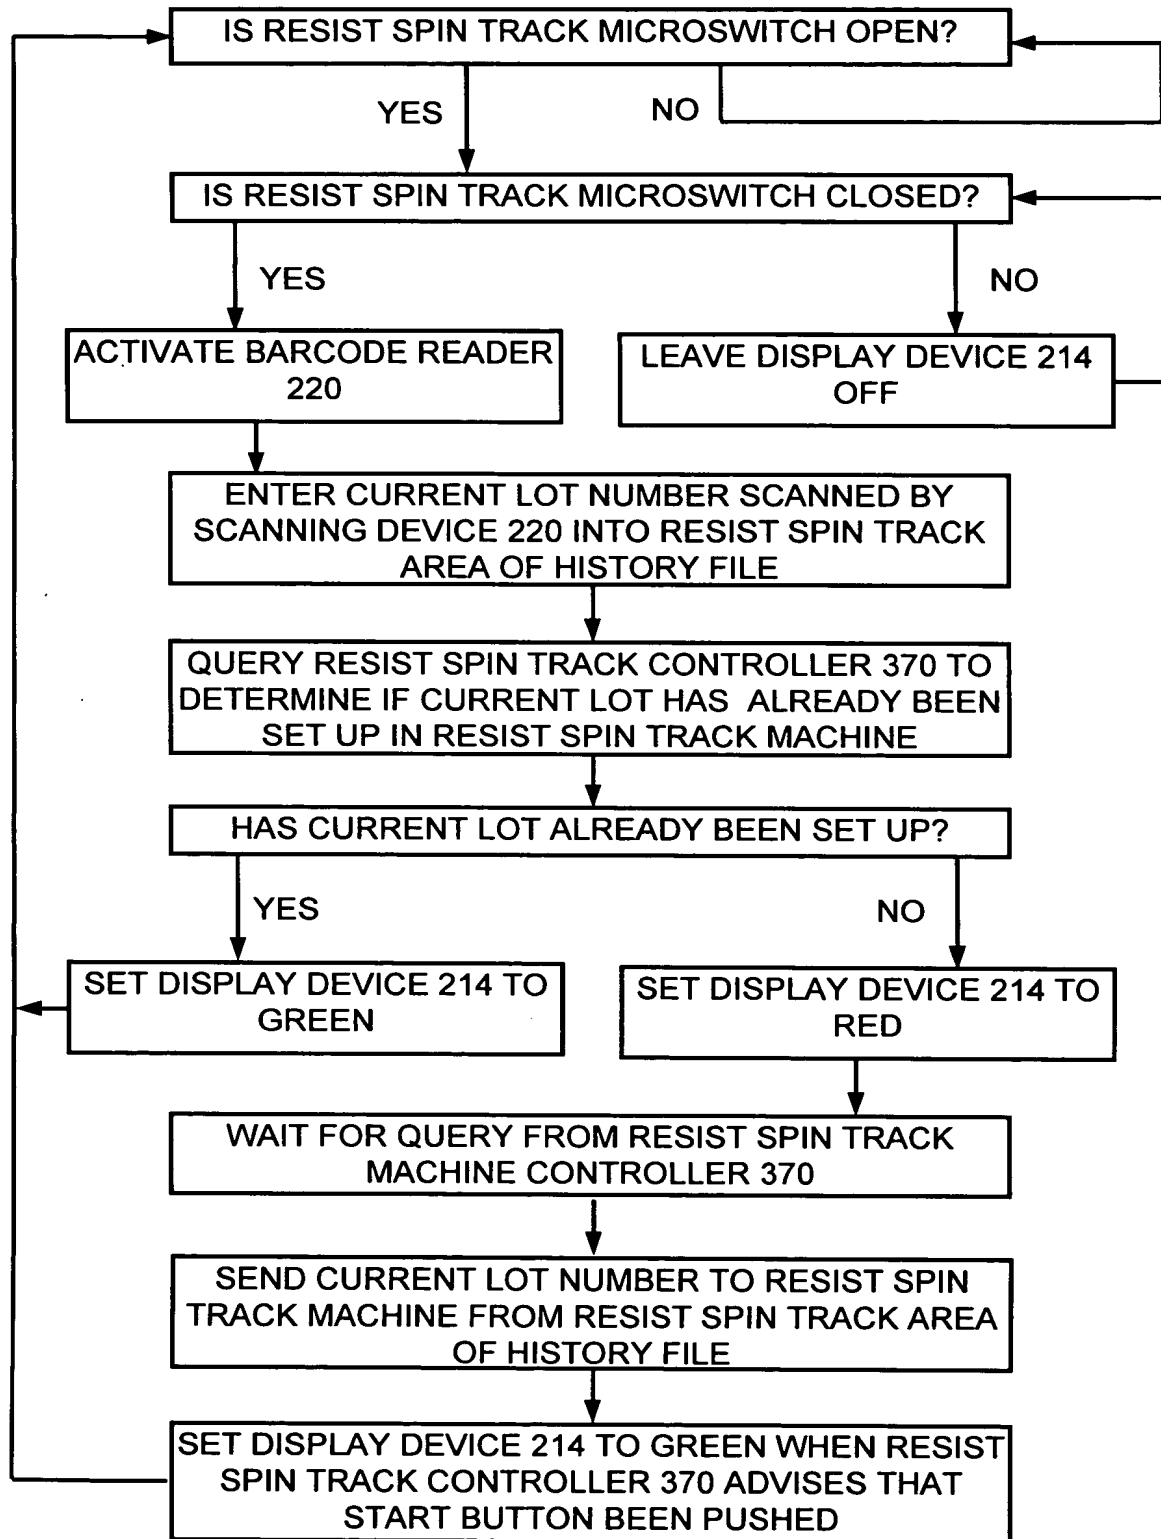 IS RESIST SPIN TRACK MICROSWITCH OPEN?
YES
NO
IS RESIST SPIN TRACK MICROSWITCH CLOSED?
YES
NO
ACTIVATE BARCODE READER
220
LEAVE DISPLAY DEVICE 214
OFF
ENTER CURRENT LOT NUMBER SCANNED BY
SCANNING DEVICE 220 INTO RESIST SPIN TRACK
AREA OF HISTORY FILE
QUERY RESIST SPIN TRACK CONTROLLER 370 TO
DETERMINE IF CURRENT LOT HAS ALREADY BEEN
SET UP IN RESIST SPIN TRACK MACHINE
HAS CURRENT LOT ALREADY BEEN SET UP?
YES
NO
SET DISPLAY DEVICE 214 TO
GREEN
SET DISPLAY DEVICE 214 TO
RED
WAIT FOR QUERY FROM RESIST SPIN TRACK
MACHINE CONTROLLER 370
SEND CURRENT LOT NUMBER TO RESIST SPIN
TRACK MACHINE FROM RESIST SPIN TRACK AREA
OF HISTORY FILE
SET DISPLAY DEVICE 214 TO GREEN WHEN RESIST
SPIN TRACK CONTROLLER 370 ADVISES THAT
START BUTTON BEEN PUSHED